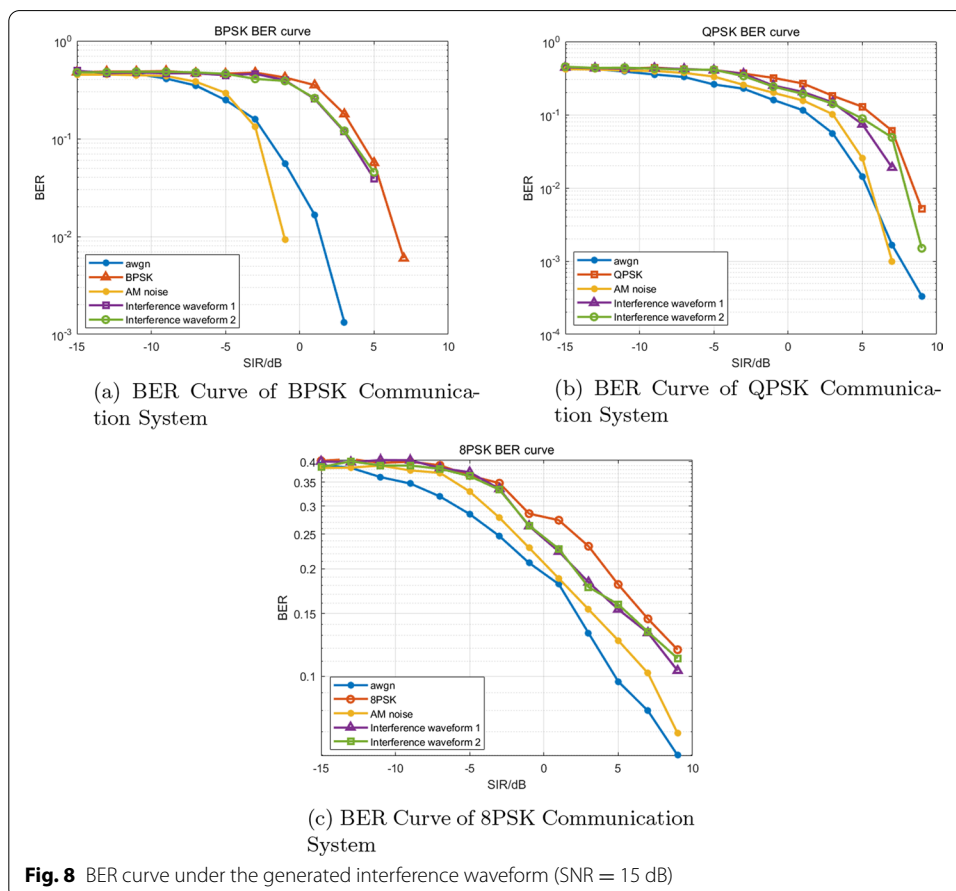 BPSK BER curve
10^0
10^-1
10^-2
10^-3
BER
-15 -10 -5 0 5 10
SIR/dB
awgn
BPSK
AM noise
Interference waveform 1
Interference waveform 2
(a) BER Curve of BPSK Communica-
tion System
QPSK BER curve
10^0
10^-1
10^-2
10^-3
10^-4
BER
-15 -10 -5 0 5 10
SIR/dB
awgn
QPSK
AM noise
Interference waveform 1
Interference waveform 2
(b) BER Curve of QPSK Communica-
tion System
8PSK BER curve
0.4
0.35
0.3
0.25
0.2
0.15
0.1
BER
-15 -10 -5 0 5 10
SIR/dB
awgn
8PSK
AM noise
Interference waveform 1
Interference waveform 2
(c) BER Curve of 8PSK Communication
System
Fig. 8 BER curve under the generated interference waveform (SNR = 15 dB)